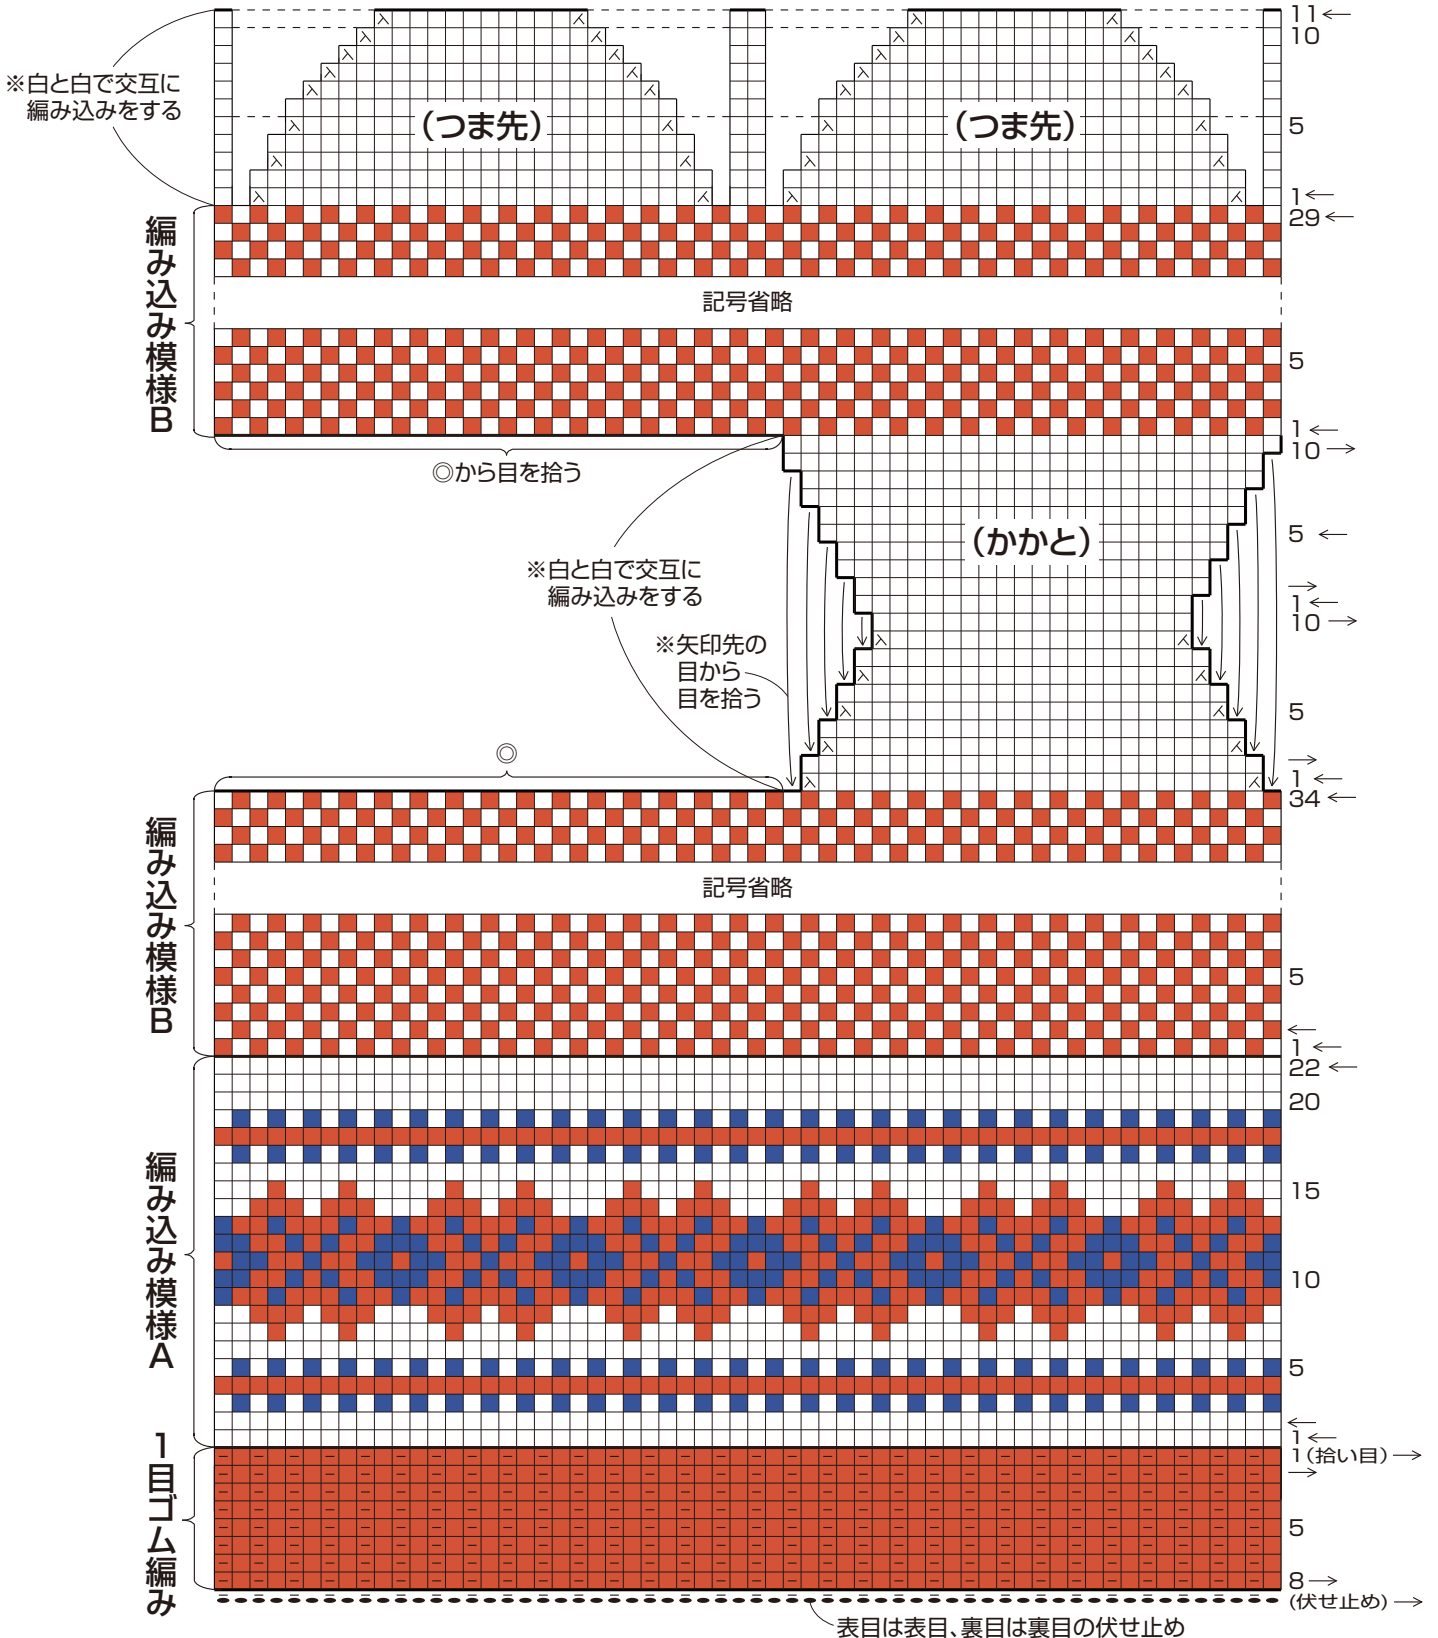 11←
10
※白と白で交互に
編み込みをする
(つま先)
(つま先)
5
1←
29←
編み込み模様B
記号省略
5
1←
10→
◎から目を拾う
(かかと)
5←
※白と白で交互に
編み込みをする
→
1←
10→
※矢印先の
目から
目を拾う
5
◎
→
1←
34←
編み込み模様B
記号省略
5
←
1←
22←
20
編み込み模様A
15
10
5
←
1←
1(拾い目)→
→
1目ゴム編み
5
8→
(伏せ止め)→
表目は表目、裏目は裏目の伏せ止め